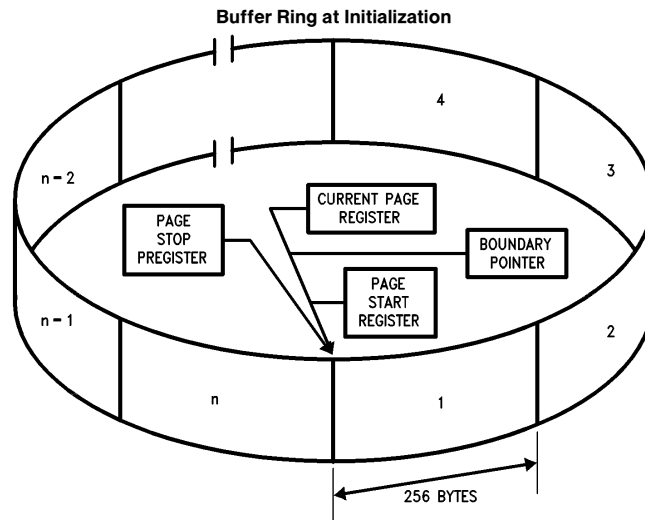 Buffer Ring at Initialization
4
n – 2
3
CURRENT PAGE
REGISTER
PAGE
STOP
PREGISTER
BOUNDARY
POINTER
PAGE
START
REGISTER
n – 1
2
n
1
256 BYTES